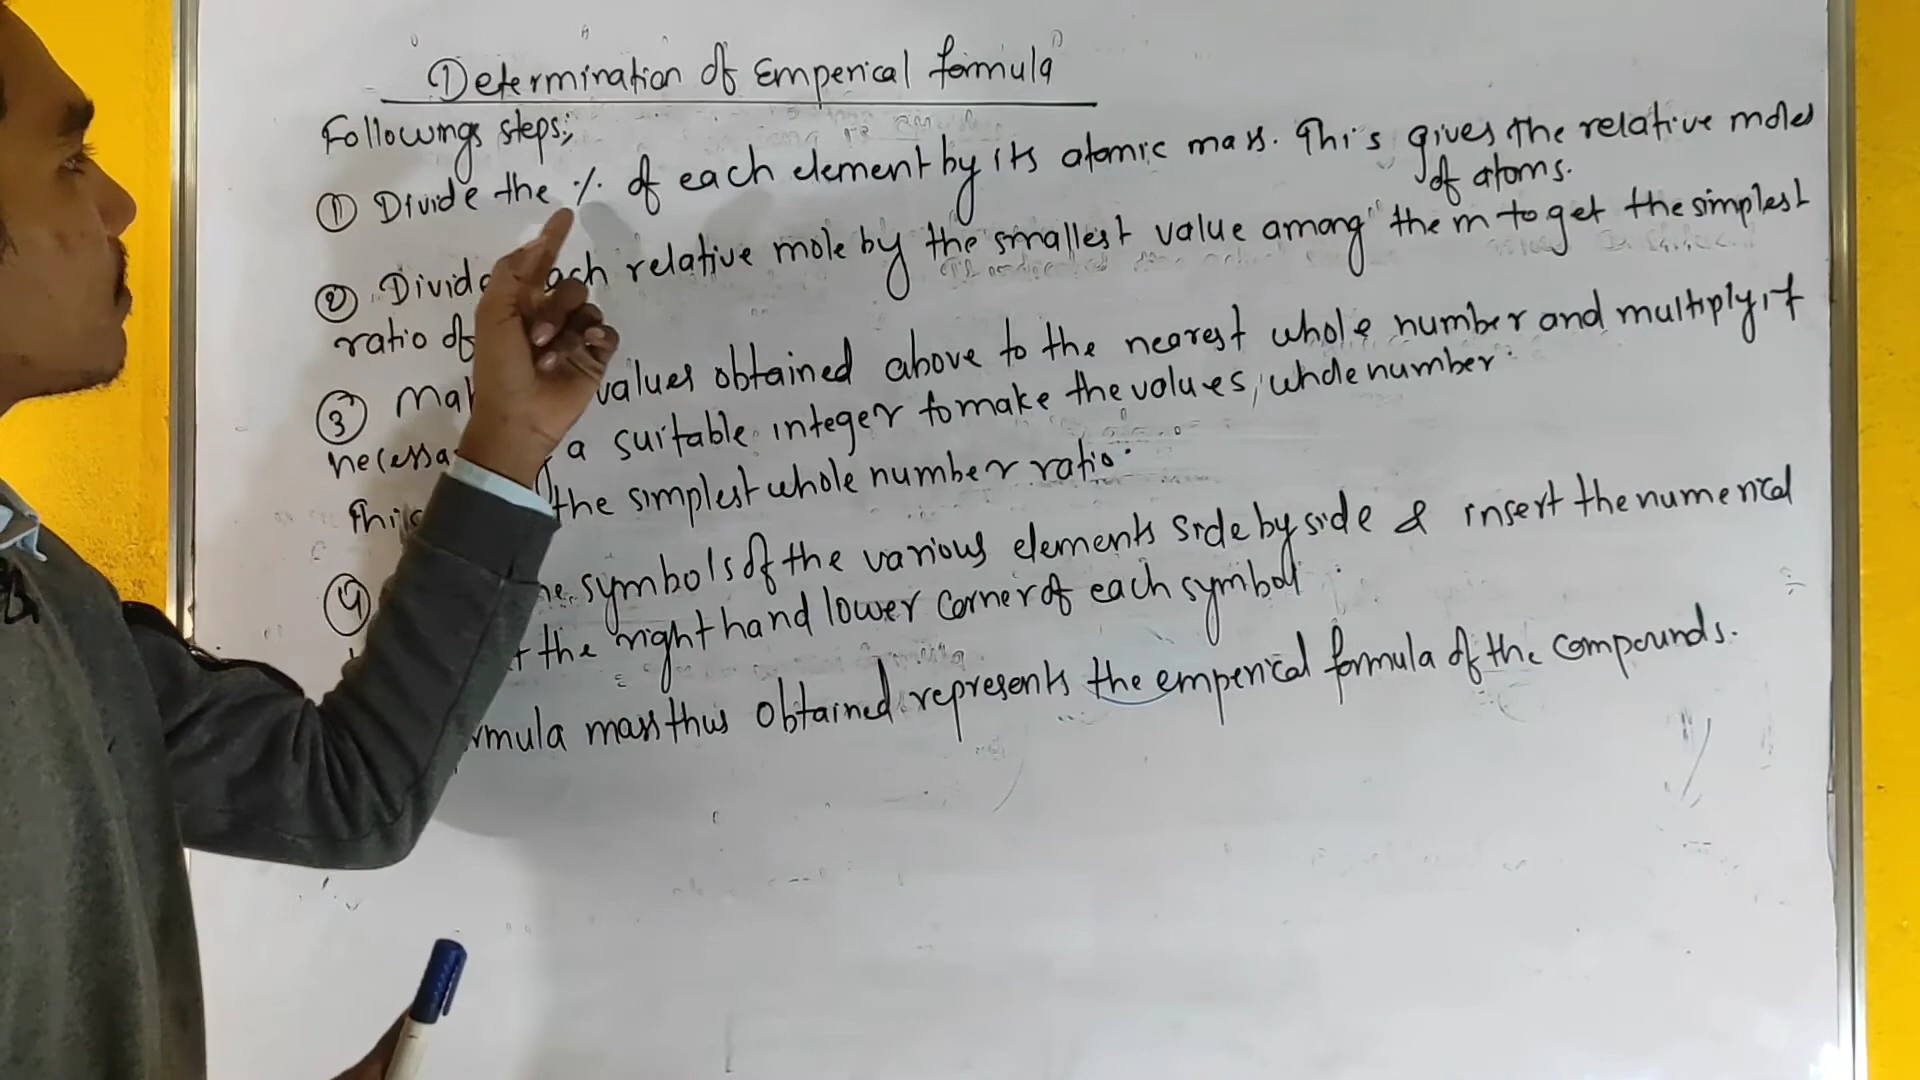 Determination of Emperical formula
Followings steps;
① Divide the % of each element by its atomic mass. This gives the relative moles
of atoms.
② Divide each relative mole by the smallest value among them to get the simplest
ratio of
③ values obtained above to the nearest whole number and multiply if
a suitable integer to make the values, whole number.
the simplest whole number ratio.
④ symbols of the various elements side by side & insert the numerical
the right hand lower corner of each symbol
mass thus obtained represents the emperical formula of the compounds.